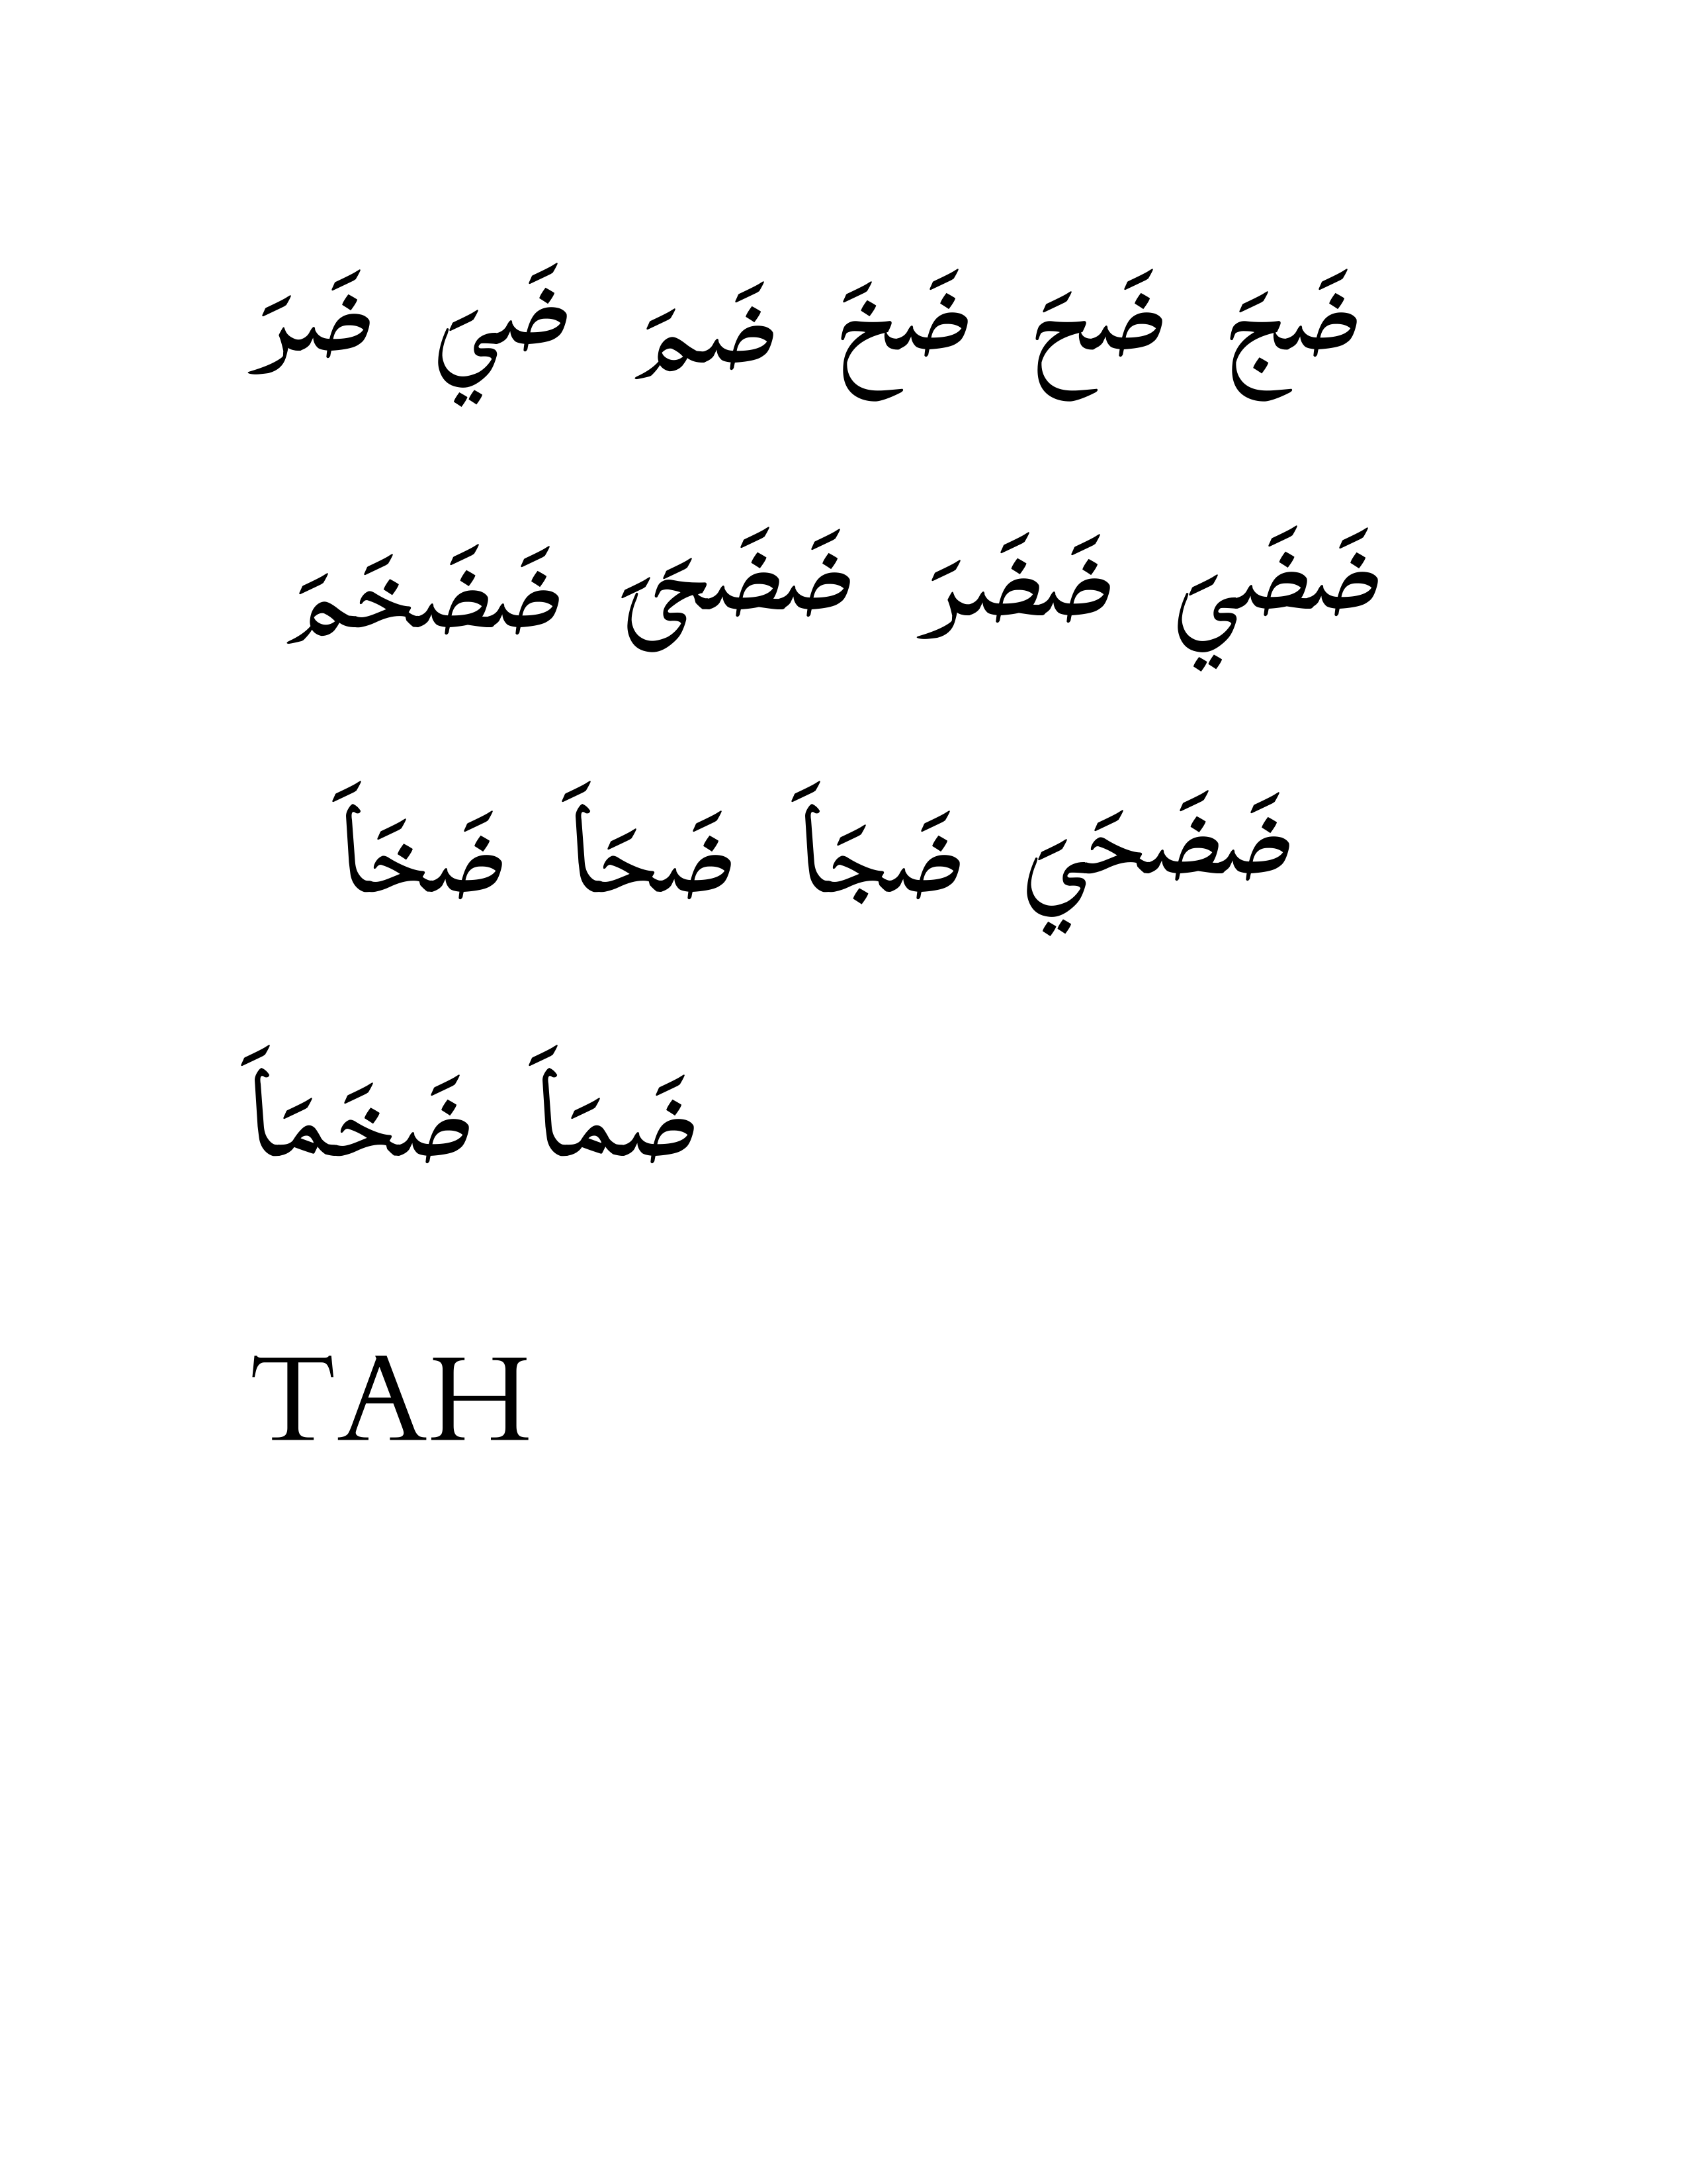 ضَجَ ضَحَ ضَخَ ضَمَ ضَيَ ضَرَ
ضَضَيَ ضَضَرَ ضَضَحَىَ ضَضَخَمَ
ضَضَحَيَ ضَجَاَ ضَحَاَ ضَخَاَ
ضَمَاَ ضَخَمَاَ
TAH